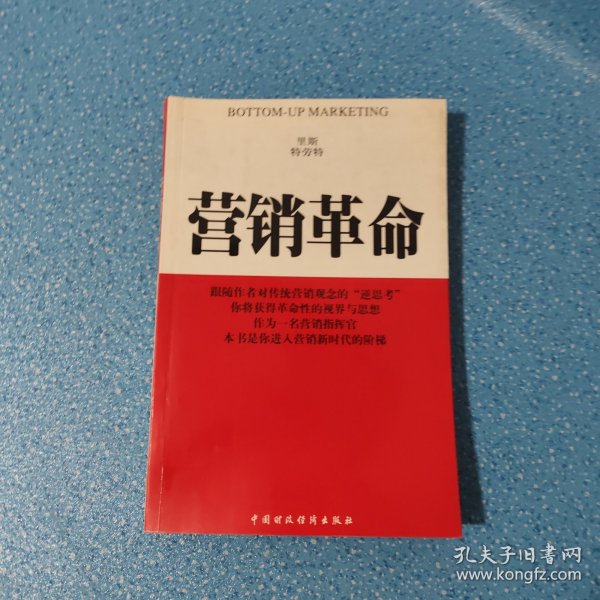 BOTTOM-UP MARKETING
里斯
特劳特
营销革命
跟随作者对传统营销观念的“逆思考”
你将获得革命性的视界与思想
作为一名营销指挥官
本书是你进入营销新时代的阶梯
中国财政经济出版社
孔夫子旧书网
www.kongfz.com